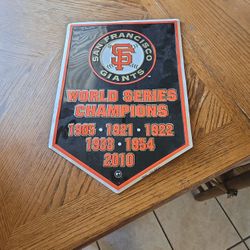 SAN FRANCISCO
SF
GIANTS
WORLD SERIES
CHAMPIONS
1905 • 1921 • 1922
1933 • 1954
2010